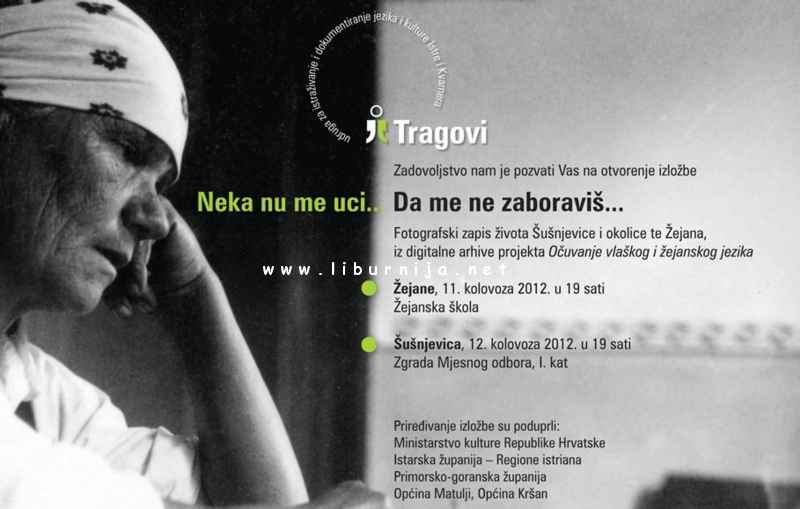 udruga za istraživanje i dokumentiranje jezika i kulture Istre i Kvarnera
Tragovi
Zadovoljstvo nam je pozvati Vas na otvorenje izložbe
Neka nu me uci.. Da me ne zaboraviš...
Fotografski zapis života Šušnjevice i okolice te Žejana,
iz digitalne arhive projekta Očuvanje vlaškog i žejanskog jezika
www.liburnija.net
Žejane, 11. kolovoza 2012. u 19 sati
Žejanska škola
Šušnjevica, 12. kolovoza 2012. u 19 sati
Zgrada Mjesnog odbora, I. kat
Priređivanje izložbe su poduprli:
Ministarstvo kulture Republike Hrvatske
Istarska županija – Regione istriana
Primorsko-goranska županija
Općina Matulji, Općina Kršan